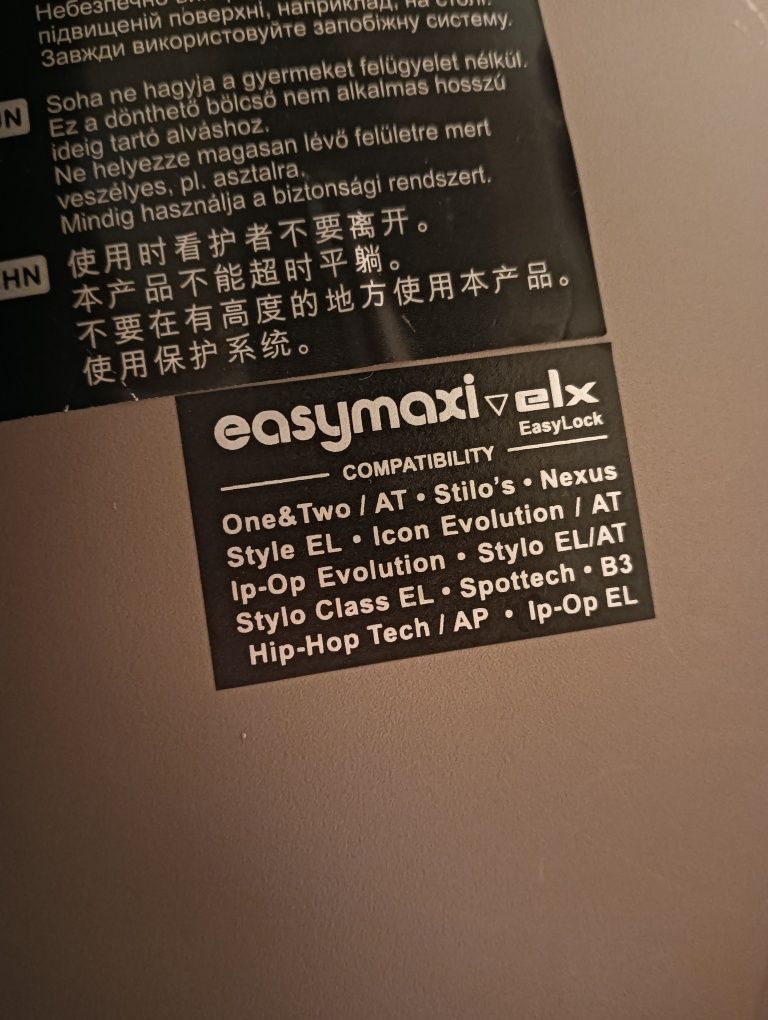 Небезпечно
підвищеній поверхні, наприклад, на столі.
Завжди використовуйте запобіжну систему.
Soha ne hagyja a gyermeket felügyelet nélkül.
Ez a dönthető bölcső nem alkalmas hosszú
ideig tartó alváshoz.
Ne helyezze magasan lévő felületre mert
veszélyes, pl. asztalra.
Mindig használja a biztonsági rendszert.
HN
使用时看护者不要离开。
本产品不能超时平躺。
不要在有高度的地方使用本产品。
使用保护系统。
easymaxi ▽ elx
EasyLock
COMPATIBILITY
One&Two / AT • Stilo's • Nexus
Style EL • Icon Evolution / AT
Ip-Op Evolution • Stylo EL/AT
Stylo Class EL • Spottech • B3
Hip-Hop Tech / AP • Ip-Op EL